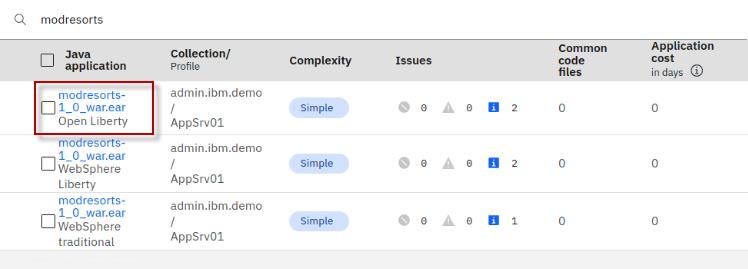 modresorts
Java application Collection/ Profile Complexity Issues Common code files Application cost in days
modresorts-1_0_war.ear Open Liberty admin.ibm.demo / AppSrv01 Simple 0 0 2 0 0
modresorts-1_0_war.ear WebSphere Liberty admin.ibm.demo / AppSrv01 Simple 0 0 2 0 0
modresorts-1_0_war.ear WebSphere traditional admin.ibm.demo / AppSrv01 Simple 0 0 1 0 0